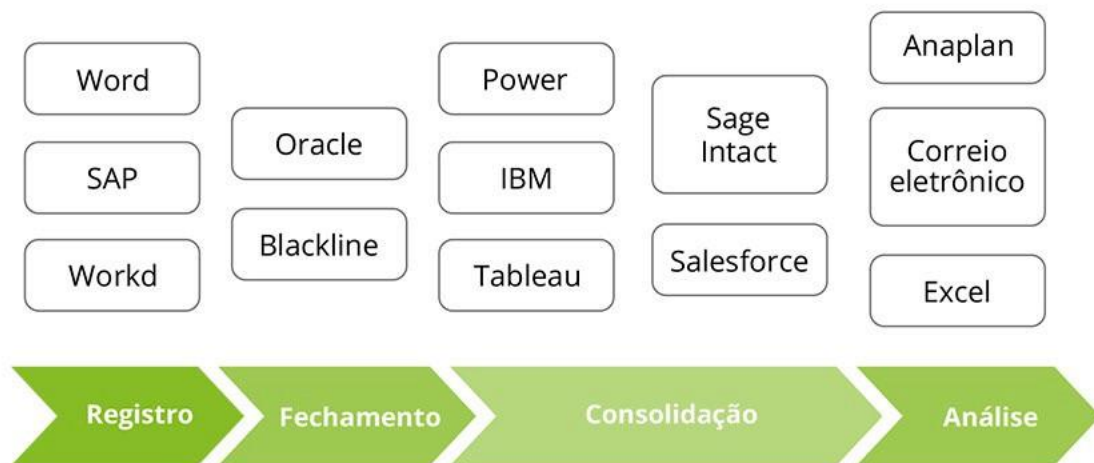 Word
SAP
Workd
Oracle
Blackline
Power
IBM
Tableau
Sage
Intact
Salesforce
Anaplan
Correio
eletrônico
Excel
Registro
Fechamento
Consolidação
Análise